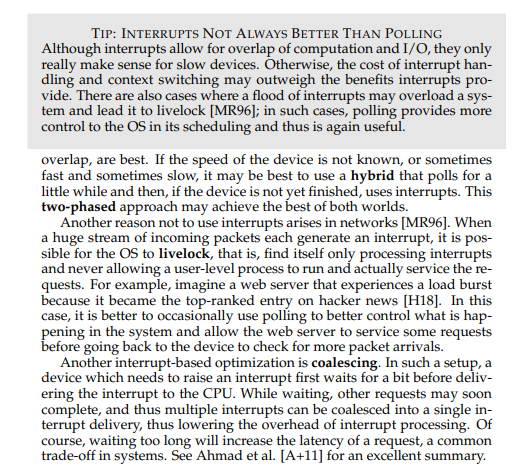 TIP: INTERRUPTS NOT ALWAYS BETTER THAN POLLING
Although interrupts allow for overlap of computation and I/O, they only
really make sense for slow devices. Otherwise, the cost of interrupt han-
dling and context switching may outweigh the benefits interrupts pro-
vide. There are also cases where a flood of interrupts may overload a sys-
tem and lead it to livelock [MR96]; in such cases, polling provides more
control to the OS in its scheduling and thus is again useful.
overlap, are best. If the speed of the device is not known, or sometimes
fast and sometimes slow, it may be best to use a hybrid that polls for a
little while and then, if the device is not yet finished, uses interrupts. This
two-phased approach may achieve the best of both worlds.
Another reason not to use interrupts arises in networks [MR96]. When
a huge stream of incoming packets each generate an interrupt, it is pos-
sible for the OS to livelock, that is, find itself only processing interrupts
and never allowing a user-level process to run and actually service the re-
quests. For example, imagine a web server that experiences a load burst
because it became the top-ranked entry on hacker news [H18]. In this
case, it is better to occasionally use polling to better control what is hap-
pening in the system and allow the web server to service some requests
before going back to the device to check for more packet arrivals.
Another interrupt-based optimization is coalescing. In such a setup, a
device which needs to raise an interrupt first waits for a bit before deliv-
ering the interrupt to the CPU. While waiting, other requests may soon
complete, and thus multiple interrupts can be coalesced into a single in-
terrupt delivery, thus lowering the overhead of interrupt processing. Of
course, waiting too long will increase the latency of a request, a common
trade-off in systems. See Ahmad et al. [A+11] for an excellent summary.